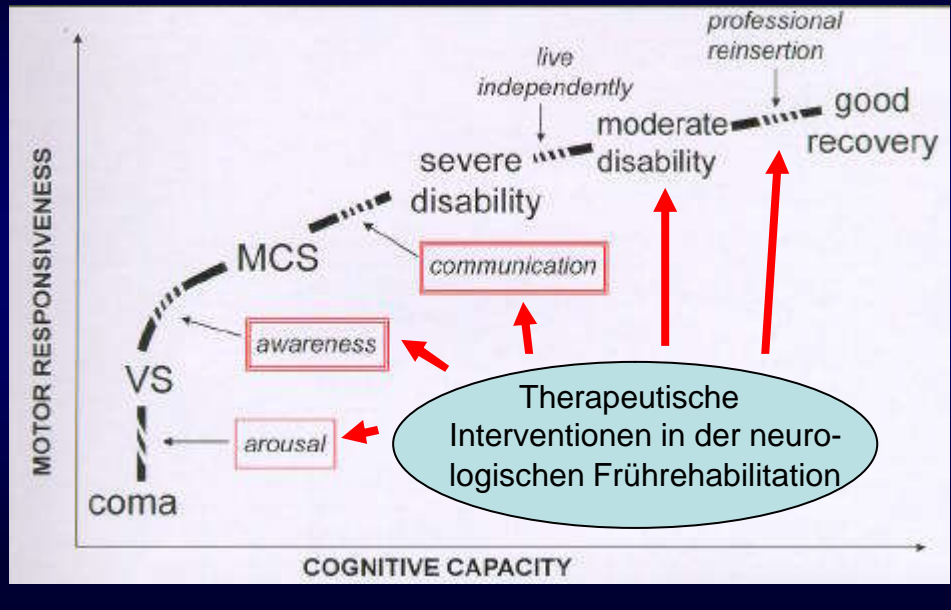 professional
reinsertion
live
independently
good
recovery
moderate
disability
severe
disability
MCS
communication
awareness
VS
arousal
coma
Therapeutische
Interventionen in der neuro-
logischen Frührehabilitation
MOTOR RESPONSIVENESS
COGNITIVE CAPACITY